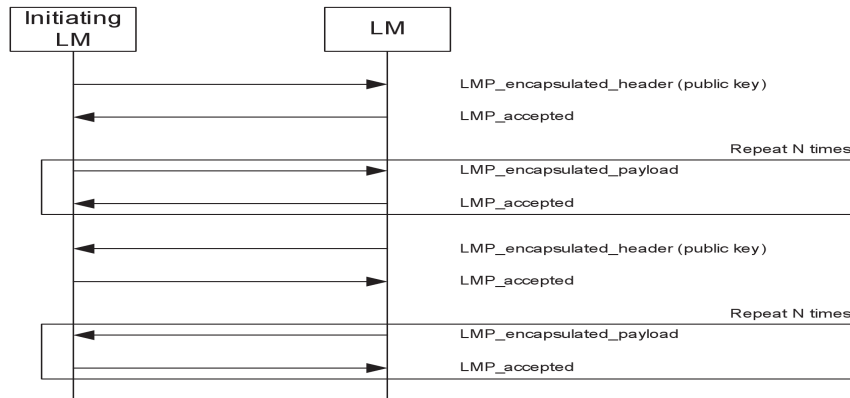 Initiating
LM
LM
LMP_encapsulated_header (public key)
LMP_accepted
Repeat N times
LMP_encapsulated_payload
LMP_accepted
LMP_encapsulated_header (public key)
LMP_accepted
Repeat N times
LMP_encapsulated_payload
LMP_accepted